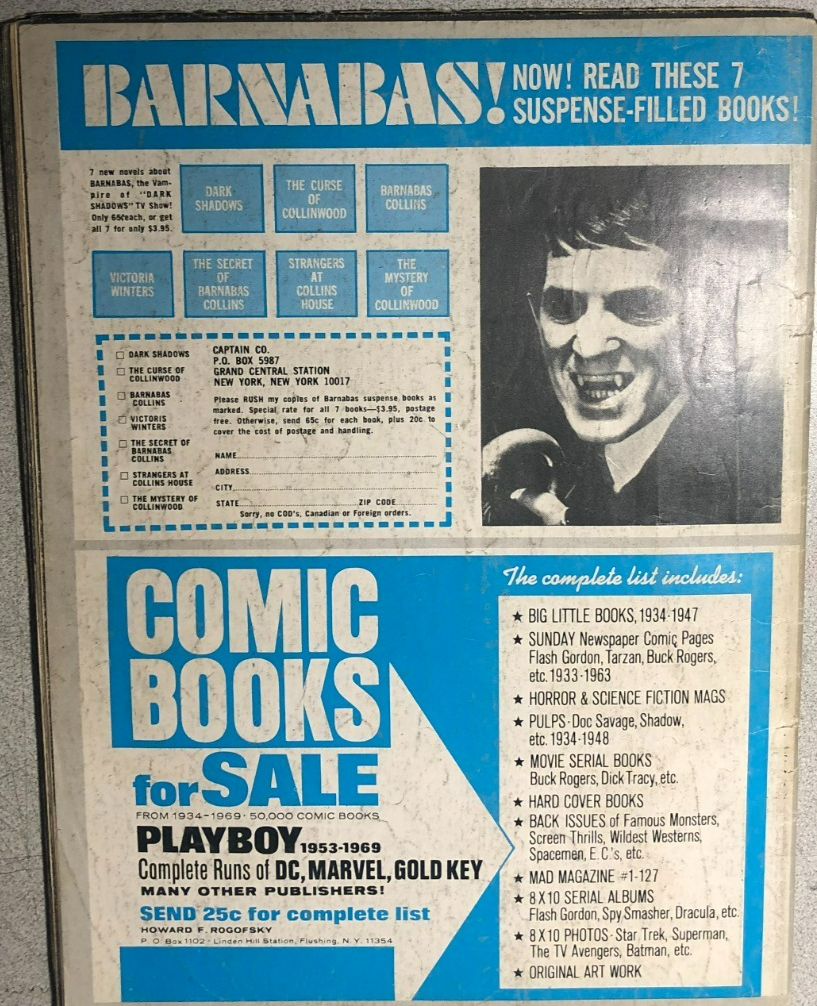 BARNABAS!
NOW! READ THESE 7
SUSPENSE-FILLED BOOKS!
7 new novels about
BARNABAS, the Vam-
pire of "DARK
SHADOWS" TV Show!
Only 65¢each, or get
all 7 for only $3.95.
DARK
SHADOWS
THE CURSE
OF
COLLINWOOD
BARNABAS
COLLINS
VICTORIA
WINTERS
THE SECRET
OF
BARNABAS
COLLINS
STRANGERS
AT
COLLINS
HOUSE
THE
MYSTERY
OF
COLLINWOOD
DARK SHADOWS
THE CURSE OF
COLLINWOOD
BARNABAS
COLLINS
VICTORIS
WINTERS
THE SECRET OF
BARNABAS
COLLINS
STRANGERS AT
COLLINS HOUSE
THE MYSTERY OF
COLLINWOOD
CAPTAIN CO.
P.O. BOX 5987
GRAND CENTRAL STATION
NEW YORK, NEW YORK 10017
Please RUSH my copies of Barnabas suspense books as
marked. Special rate for all 7 books—$3.95, postage
free. Otherwise, send 65c for each book, plus 20c to
cover the cost of postage and handling.
NAME
ADDRESS
CITY
STATE ZIP CODE
Sorry, no COD's, Canadian or Foreign orders.
COMIC
BOOKS
for SALE
FROM 1934-1969 · 50,000 COMIC BOOKS
PLAYBOY 1953-1969
Complete Runs of DC, MARVEL, GOLD KEY
MANY OTHER PUBLISHERS!
SEND 25c for complete list
HOWARD F. ROGOFSKY
P. O. Box 1102 · Linden Hill Station, Flushing, N. Y. 11354
The complete list includes:
★ BIG LITTLE BOOKS, 1934-1947
★ SUNDAY Newspaper Comic Pages
Flash Gordon, Tarzan, Buck Rogers,
etc. 1933-1963
★ HORROR & SCIENCE FICTION MAGS
★ PULPS - Doc Savage, Shadow,
etc. 1934-1948
★ MOVIE SERIAL BOOKS
Buck Rogers, Dick Tracy, etc.
★ HARD COVER BOOKS
★ BACK ISSUES of Famous Monsters,
Screen Thrills, Wildest Westerns,
Spacemen, E.C.'s, etc.
★ MAD MAGAZINE #1-127
★ 8 X 10 SERIAL ALBUMS
Flash Gordon, Spy Smasher, Dracula, etc.
★ 8 X 10 PHOTOS - Star Trek, Superman,
The TV Avengers, Batman, etc.
★ ORIGINAL ART WORK